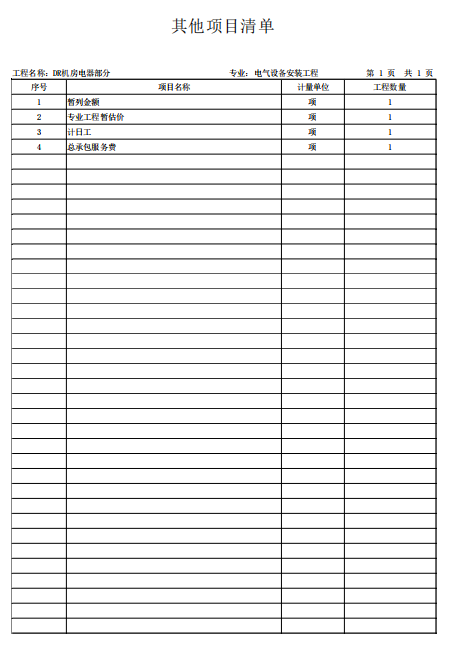 其他项目清单
工程名称：DR机房电器部分 专业：电气设备安装工程 第 1 页 共 1 页
序号 项目名称 计量单位 工程数量
1 暂列金额 项 1
2 专业工程暂估价 项 1
3 计日工 项 1
4 总承包服务费 项 1